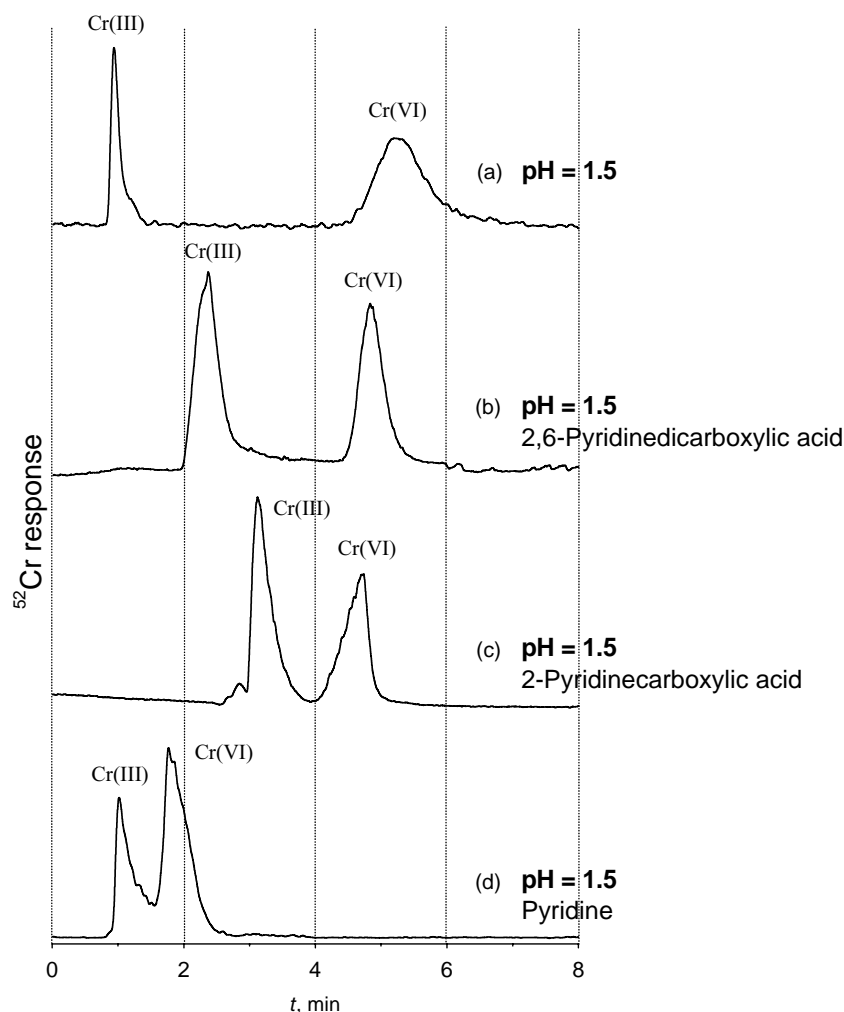 Cr(III)
Cr(VI)
(a) pH = 1.5
Cr(III)
Cr(VI)
(b) pH = 1.5
2,6-Pyridinedicarboxylic acid
Cr(III)
Cr(VI)
(c) pH = 1.5
2-Pyridinecarboxylic acid
Cr(VI)
Cr(III)
(d) pH = 1.5
Pyridine
52Cr response
0 2 4 6 8
t, min